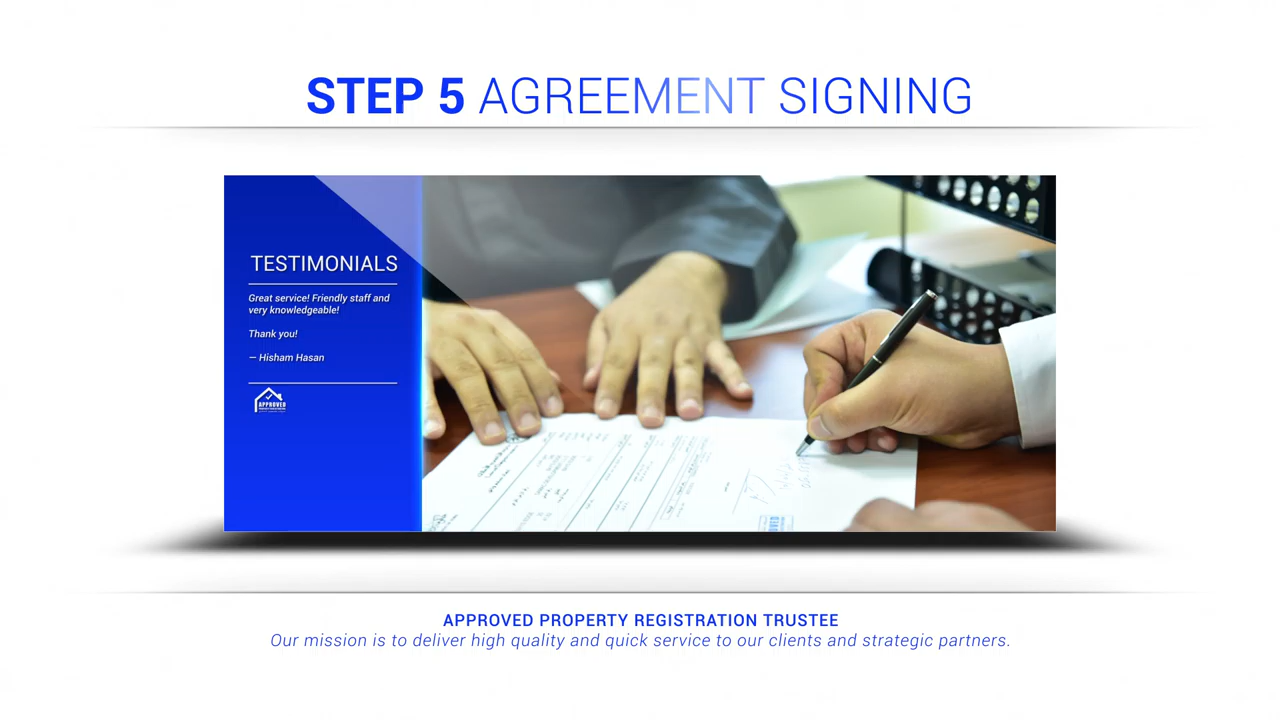 STEP 5 AGREEMENT SIGNING
TESTIMONIALS
Great service! Friendly staff and
very knowledgeable!
Thank you!
— Hisham Hasan
APPROVED
APPROVED PROPERTY REGISTRATION TRUSTEE
Our mission is to deliver high quality and quick service to our clients and strategic partners.